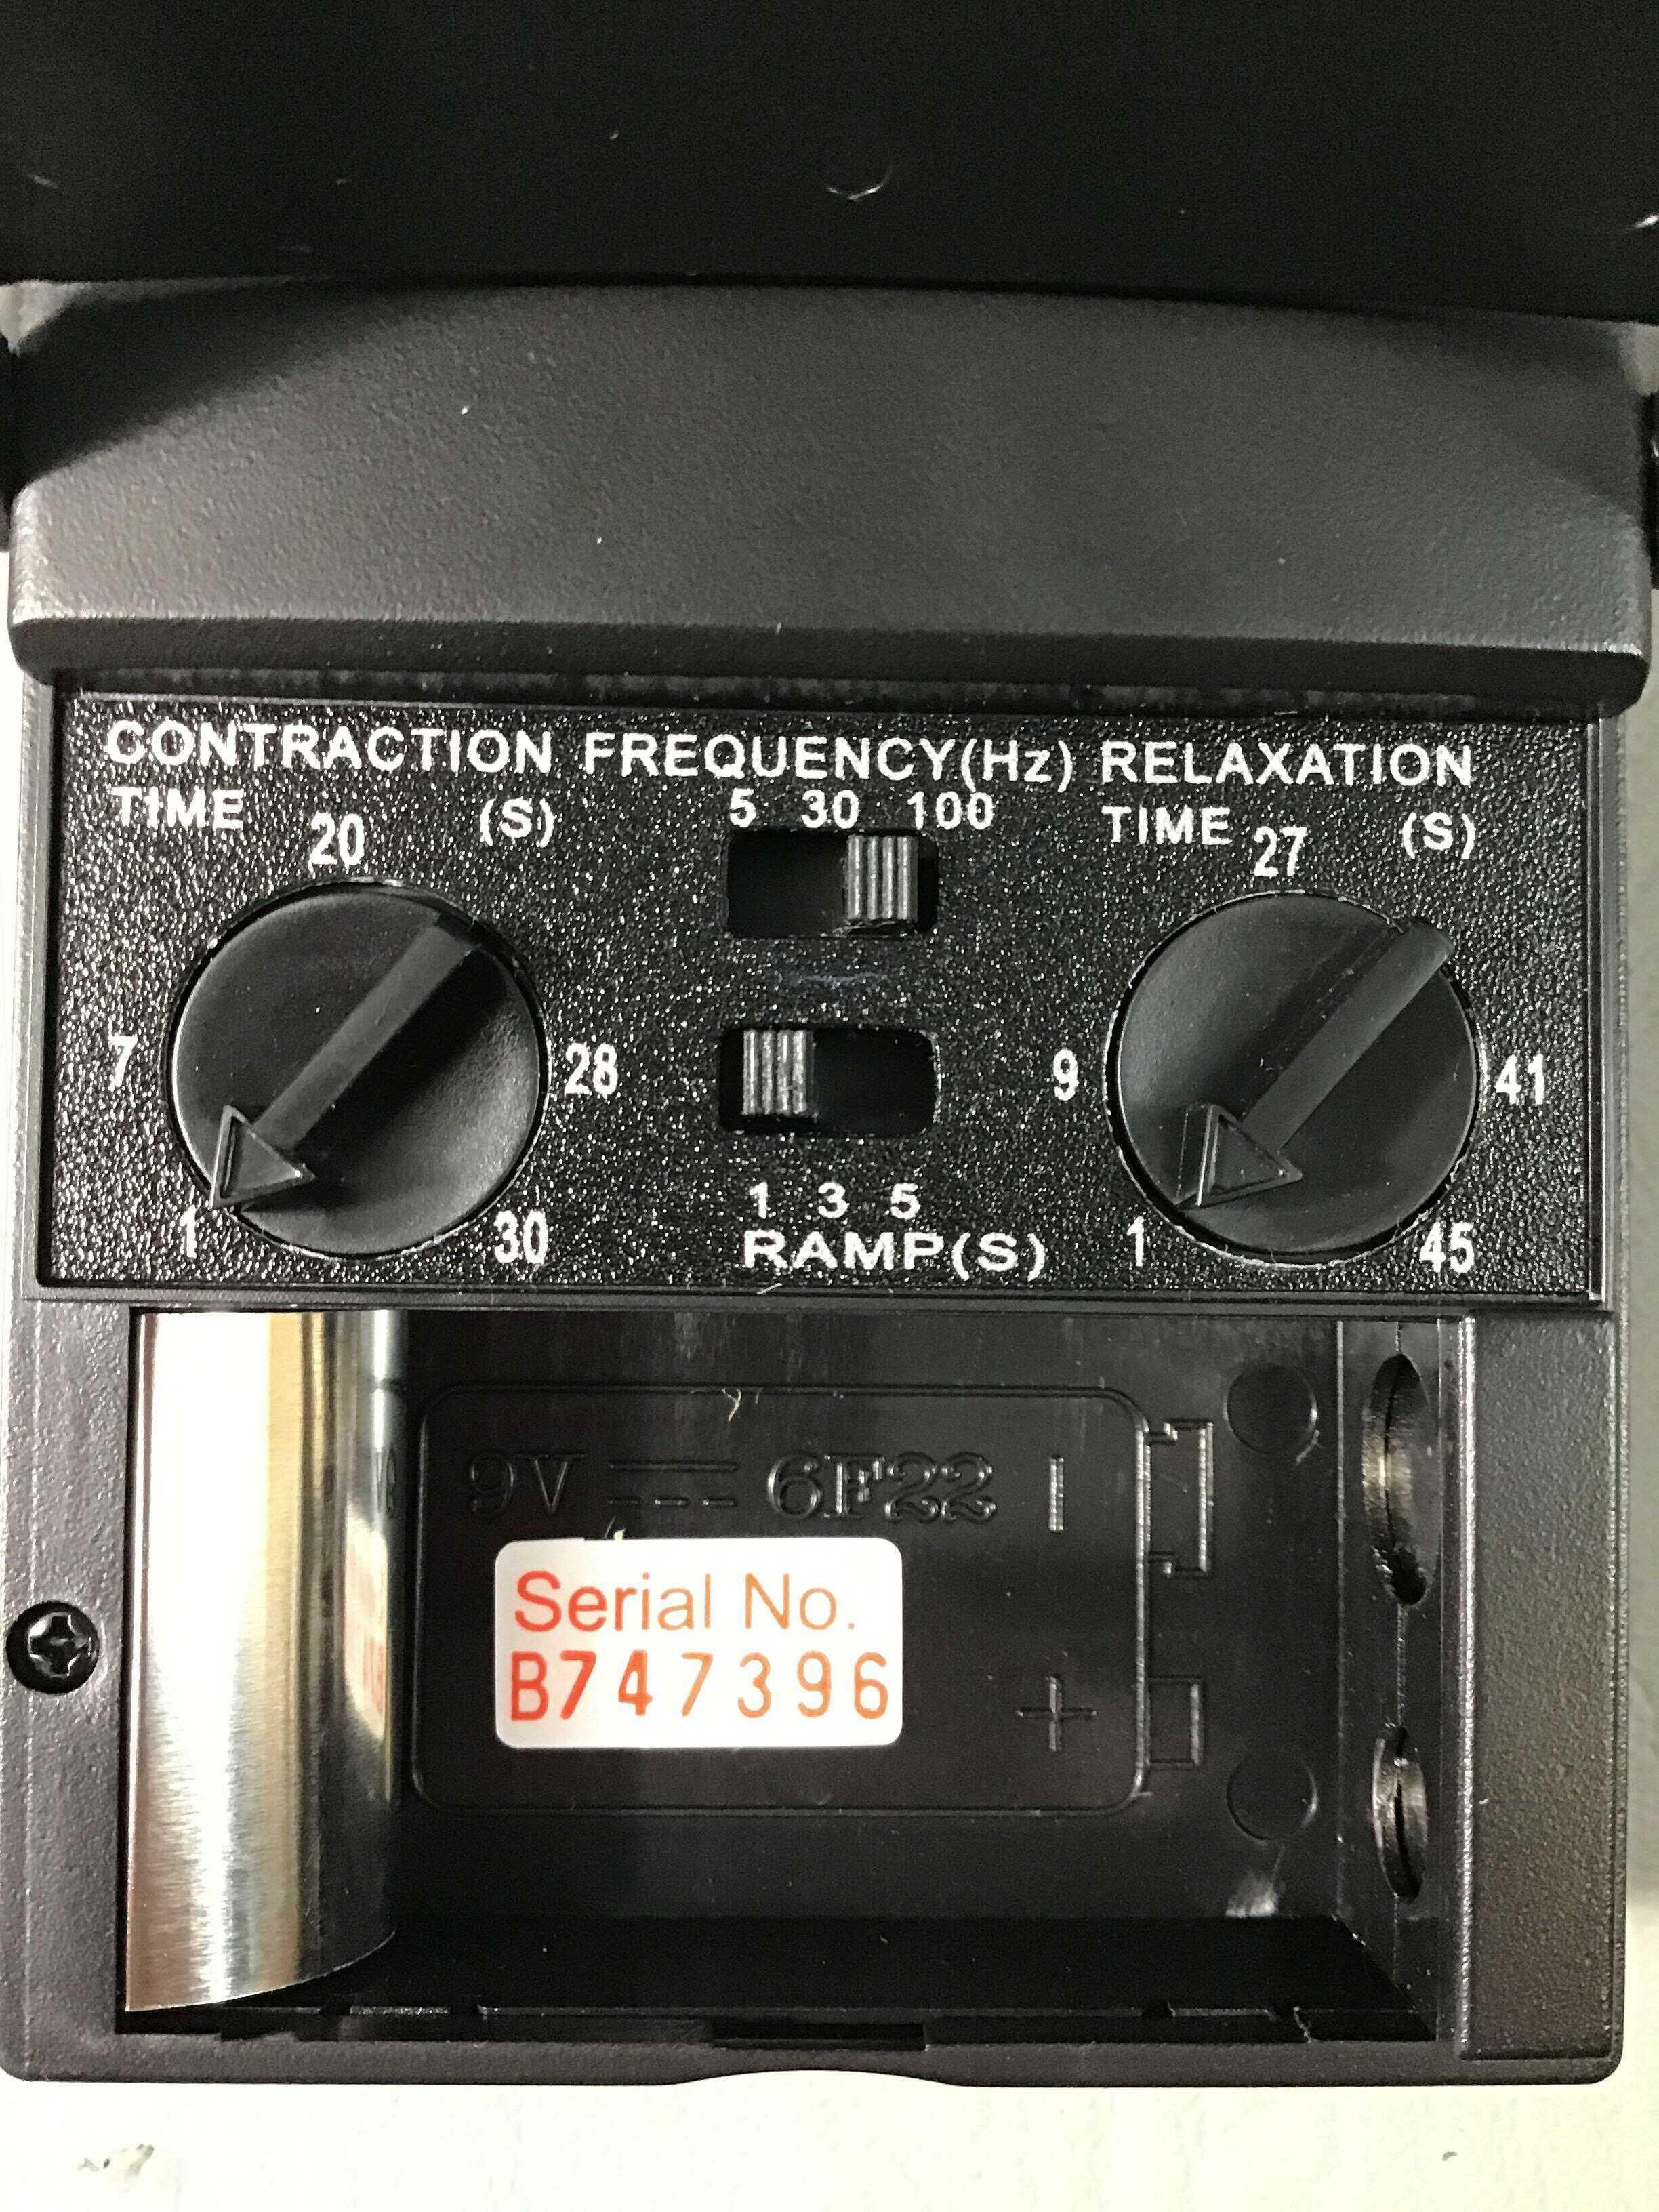 CONTRACTION FREQUENCY(Hz) RELAXATION
TIME (S) 5 30 100 TIME (S)
20 27
7 28 9 41
1 30 1 3 5 1 45
RAMP(S)
9V 6F22 −
Serial No.
B747396
+